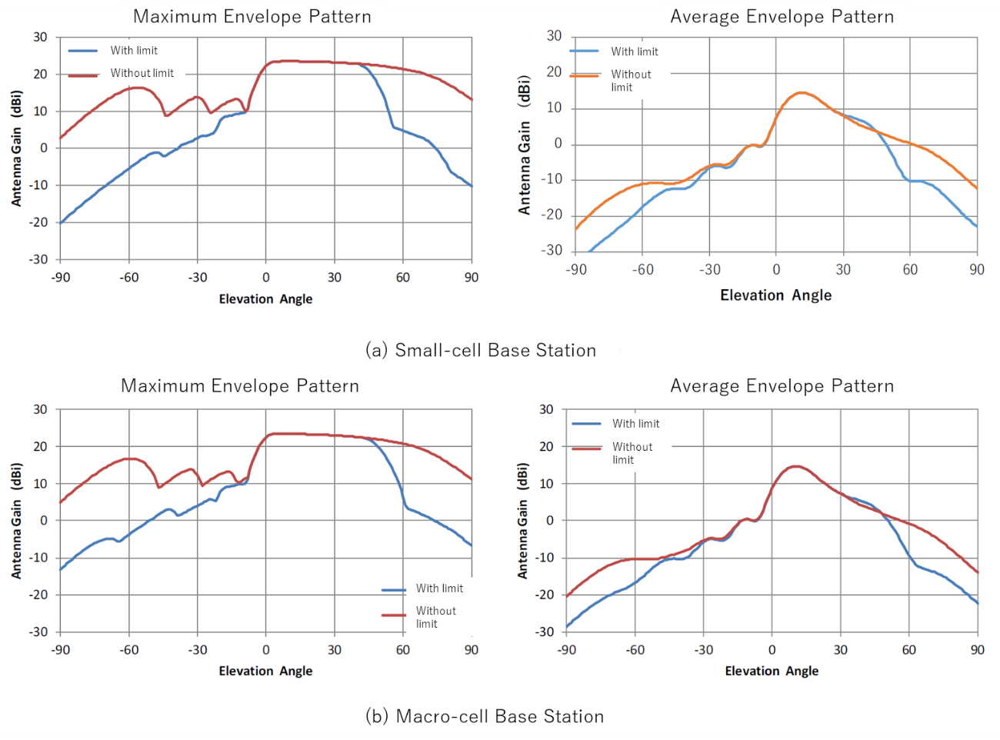 Maximum Envelope Pattern
30
20
10
0
-10
-20
-30
With limit
Without limit
Antenna Gain (dBi)
-90 -60 -30 0 30 60 90
Elevation Angle
Average Envelope Pattern
30
20
10
0
-10
-20
-30
With limit
Without
limit
Antenna Gain (dBi)
-90 -60 -30 0 30 60 90
Elevation Angle
(a) Small-cell Base Station
Maximum Envelope Pattern
30
20
10
0
-10
-20
-30
With limit
Without
limit
Antenna Gain (dBi)
-90 -60 -30 0 30 60 90
Elevation Angle
Average Envelope Pattern
30
20
10
0
-10
-20
-30
With limit
Without
limit
Antenna Gain (dBi)
-90 -60 -30 0 30 60 90
Elevation Angle
(b) Macro-cell Base Station